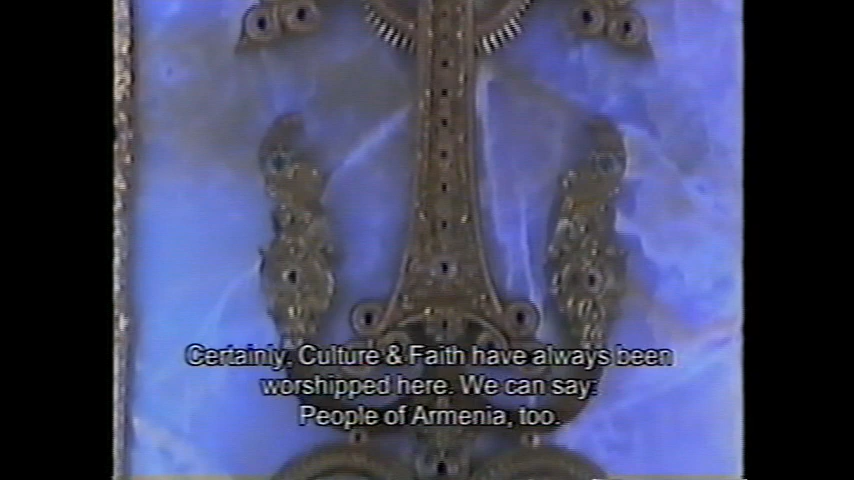 Certainly, Culture & Faith have always been
worshipped here. We can say:
People of Armenia, too.